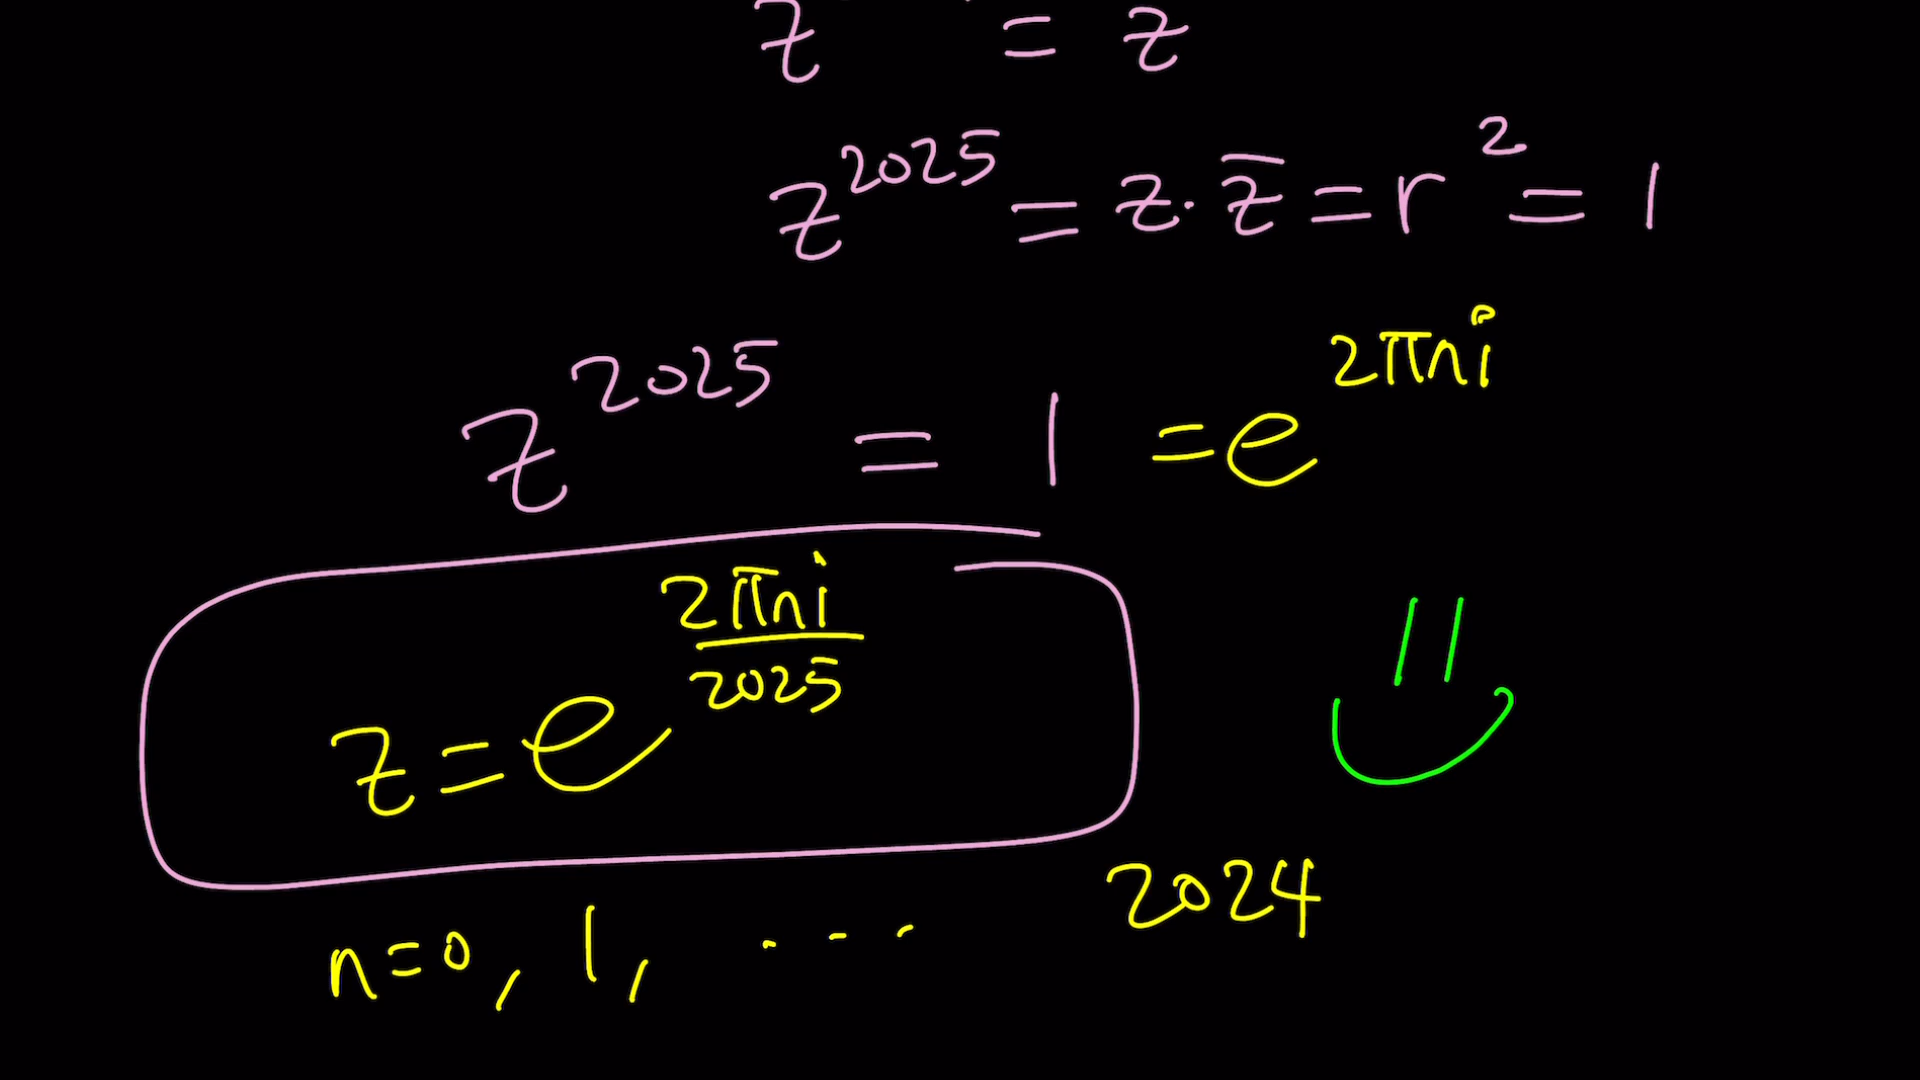 z = z
z^2025 = z · z̅ = r^2 = 1
z^2025 = 1 = e^2πni
z = e^(2πni/2025)
n=0, 1, ... 2024